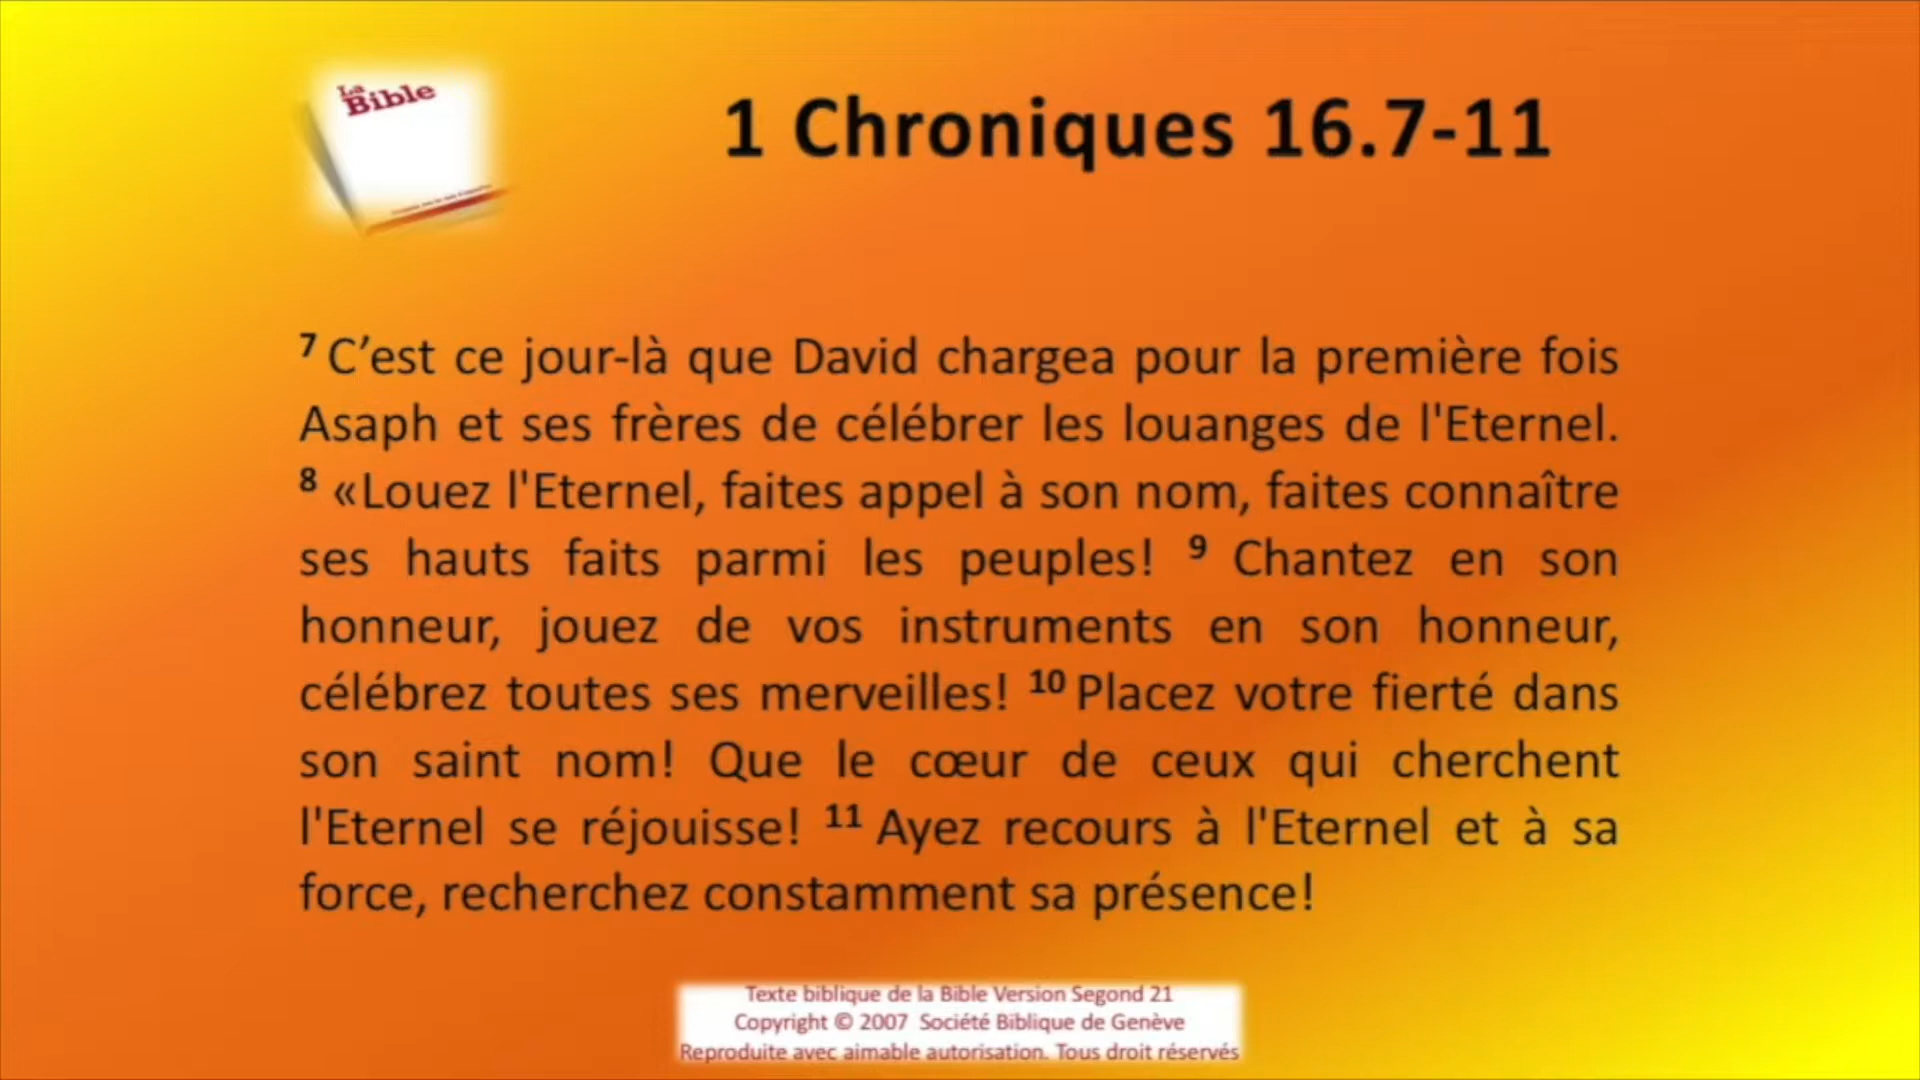 La
Bible
1 Chroniques 16.7-11
7 C’est ce jour-là que David chargea pour la première fois
Asaph et ses frères de célébrer les louanges de l'Eternel.
8 «Louez l'Eternel, faites appel à son nom, faites connaître
ses hauts faits parmi les peuples! 9 Chantez en son
honneur, jouez de vos instruments en son honneur,
célébrez toutes ses merveilles! 10 Placez votre fierté dans
son saint nom! Que le cœur de ceux qui cherchent
l'Eternel se réjouisse! 11 Ayez recours à l'Eternel et à sa
force, recherchez constamment sa présence!
Texte biblique de la Bible Version Segond 21
Copyright © 2007 Société Biblique de Genève
Reproduite avec aimable autorisation. Tous droit réservés